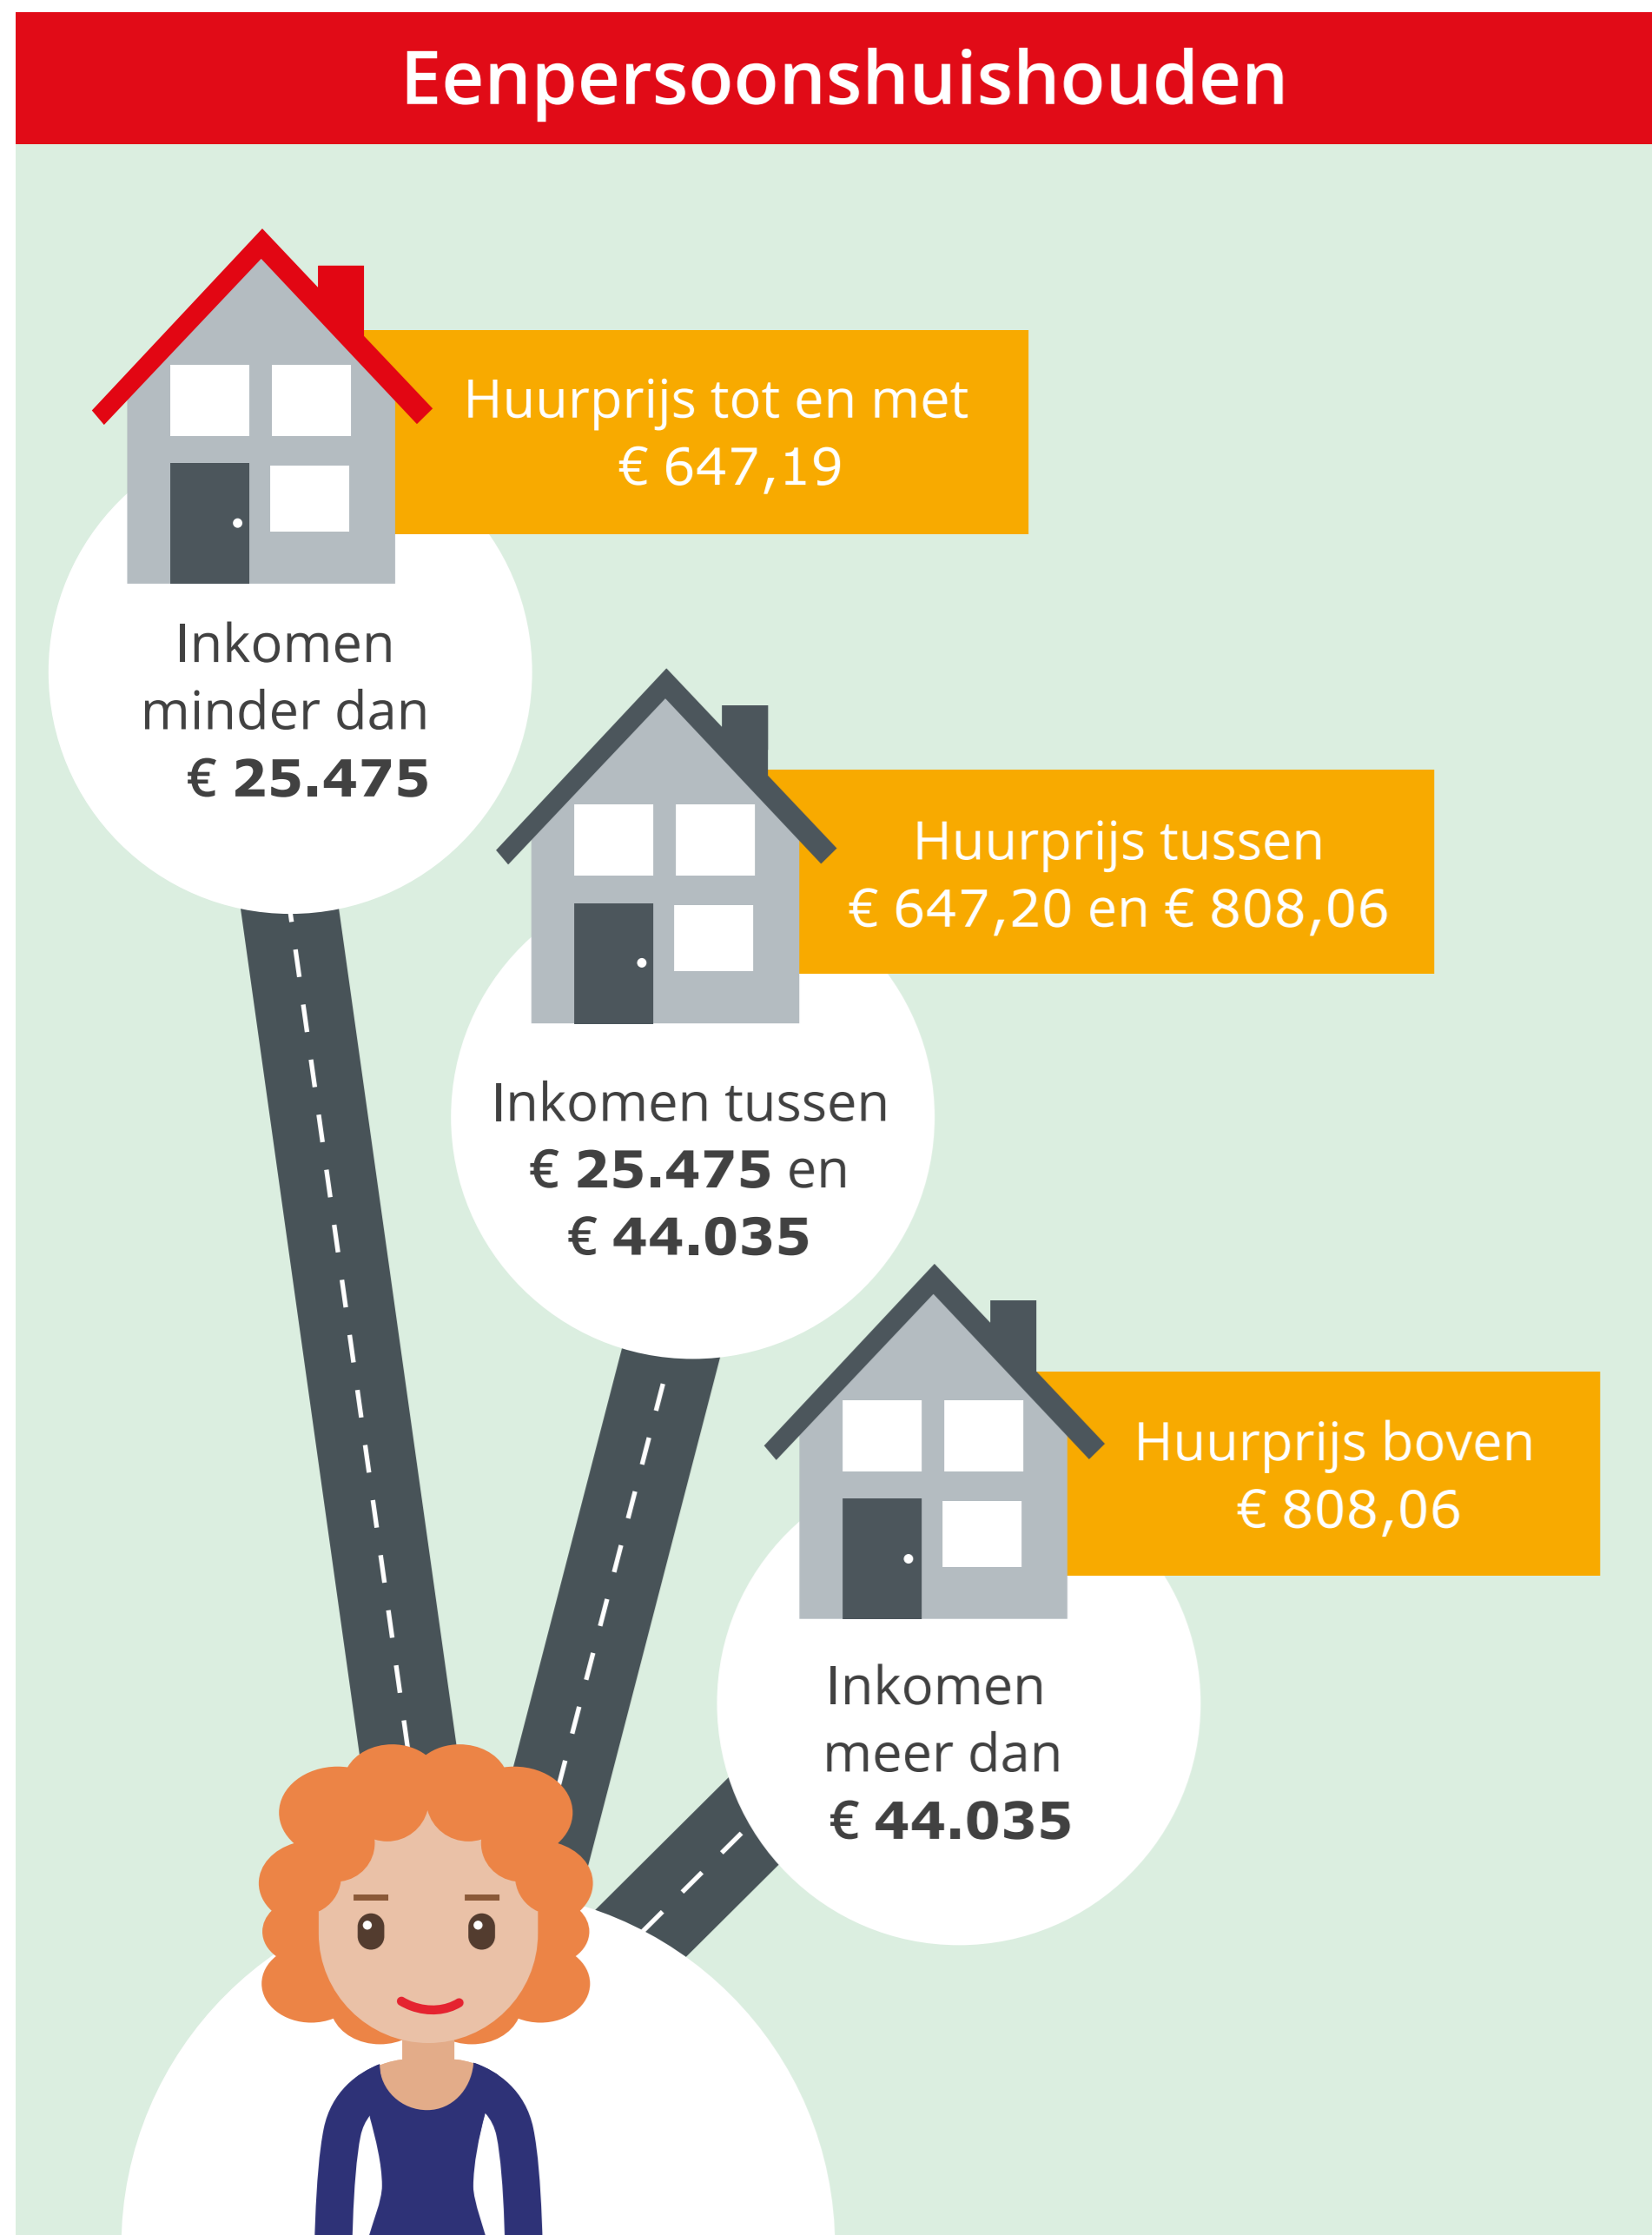 Eenpersoonshuishouden
Huurprijs tot en met
€ 647,19
Inkomen
minder dan
€ 25.475
Huurprijs tussen
€ 647,20 en € 808,06
Inkomen tussen
€ 25.475 en
€ 44.035
Huurprijs boven
€ 808,06
Inkomen
meer dan
€ 44.035